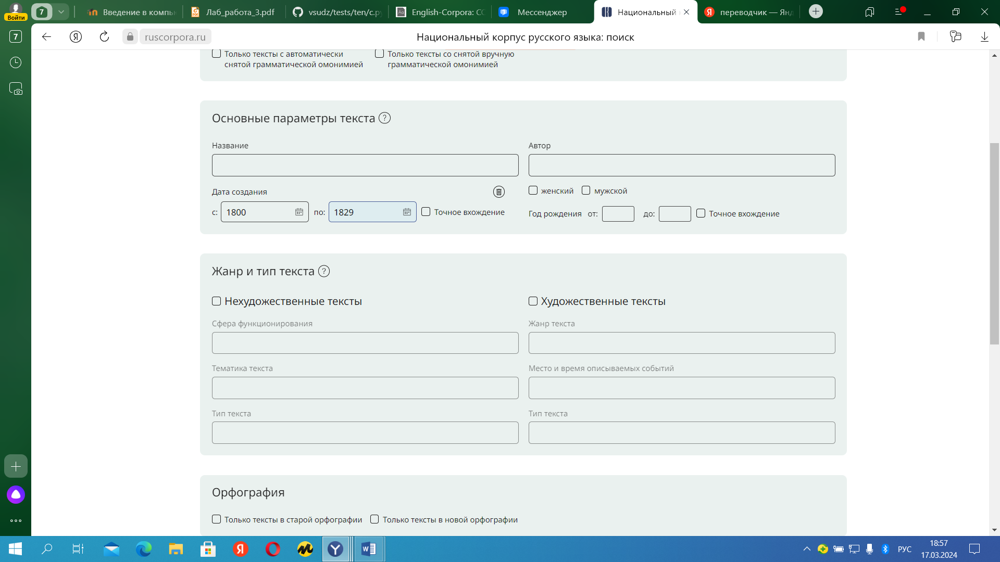 Войти
7
Введение в компь
Лаб_работа_3.pdf
vsudz/tests/ten/c.py
English-Corpora: CO
Мессенджер
Национальный
переводчик — Янд
7
ruscorpora.ru
Национальный корпус русского языка: поиск
Только тексты с автоматически
снятой грамматической омонимией
Только тексты со снятой вручную
грамматической омонимией
Основные параметры текста ?
Название
Автор
Дата создания
женский
мужской
с: 1800 по: 1829 Точное вхождение
Год рождения от: до: Точное вхождение
Жанр и тип текста ?
Нехудожественные тексты
Художественные тексты
Сфера функционирования
Жанр текста
Тематика текста
Место и время описываемых событий
Тип текста
Тип текста
Орфография
Только тексты в старой орфографии
Только тексты в новой орфографии
РУС
18:57
17.03.2024